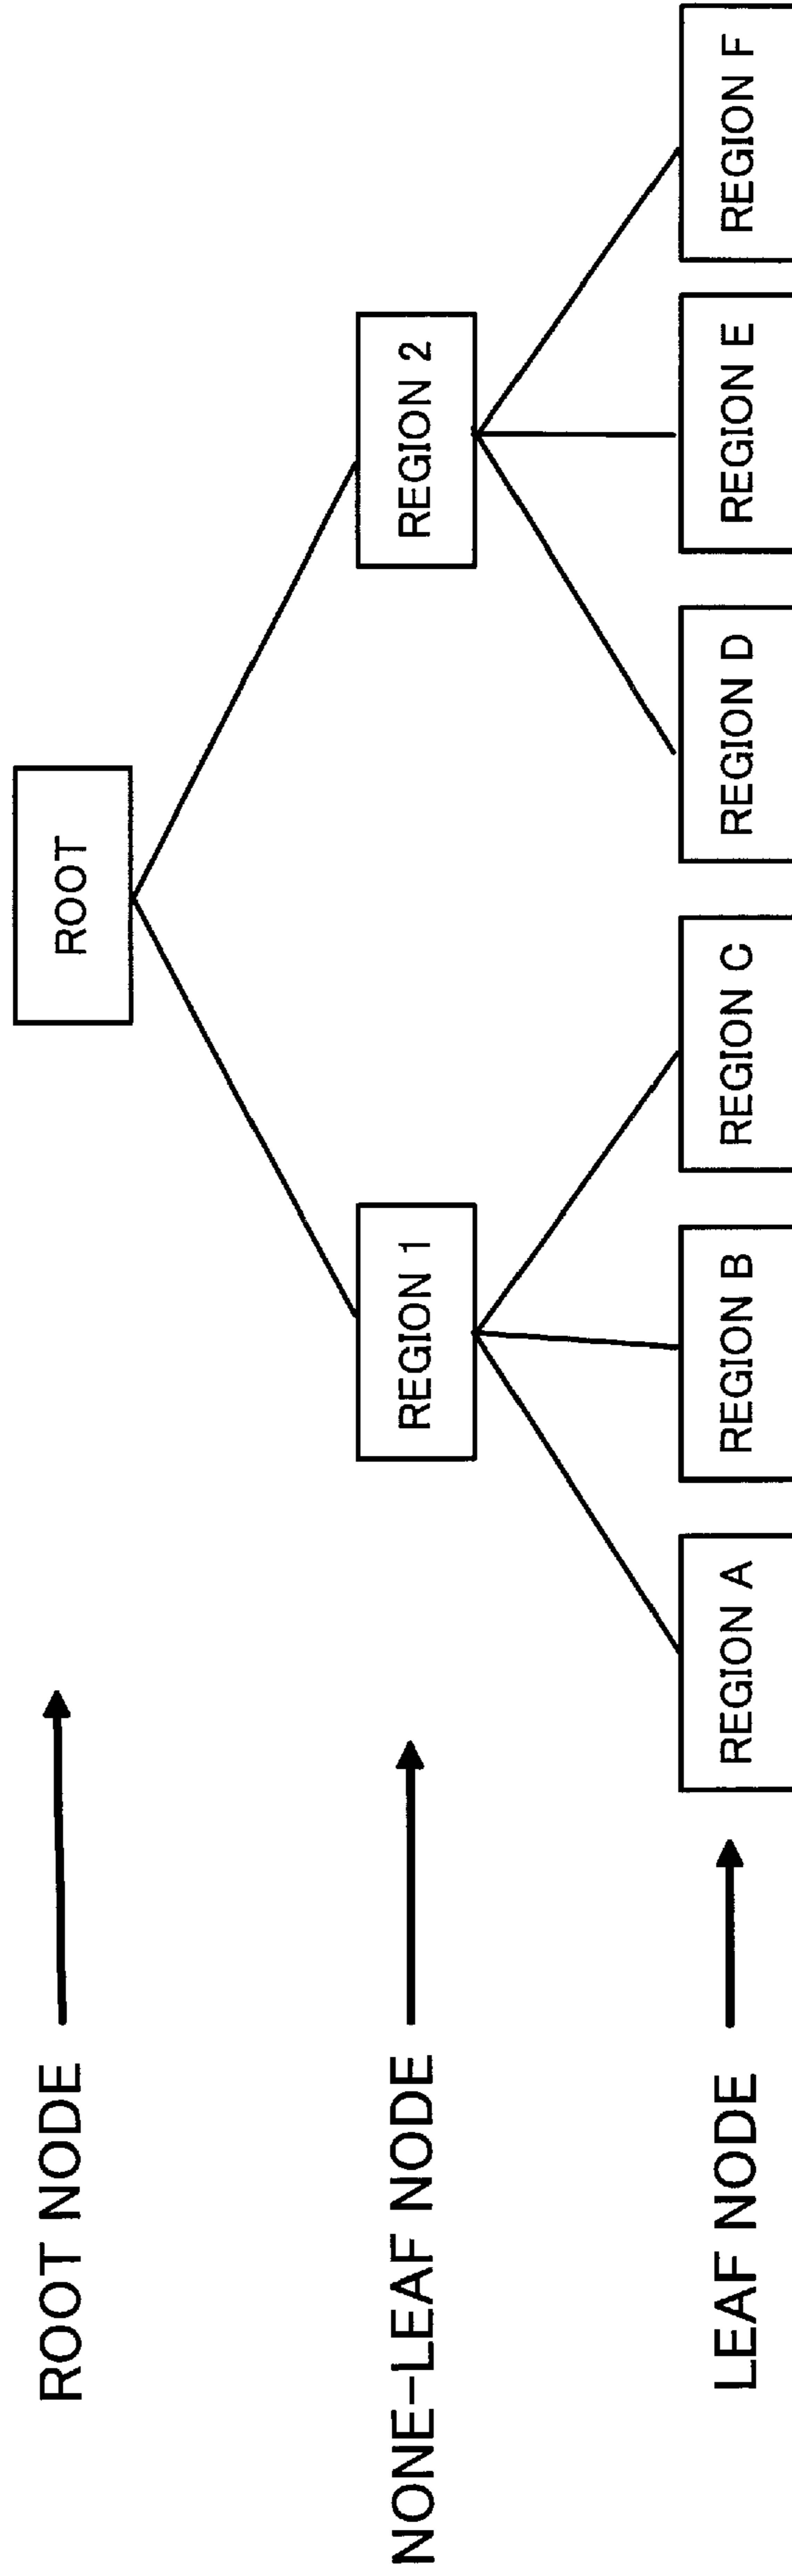 ROOT NODE
ROOT
NONE-LEAF NODE
REGION 1
REGION 2
LEAF NODE
REGION A
REGION B
REGION C
REGION D
REGION E
REGION F